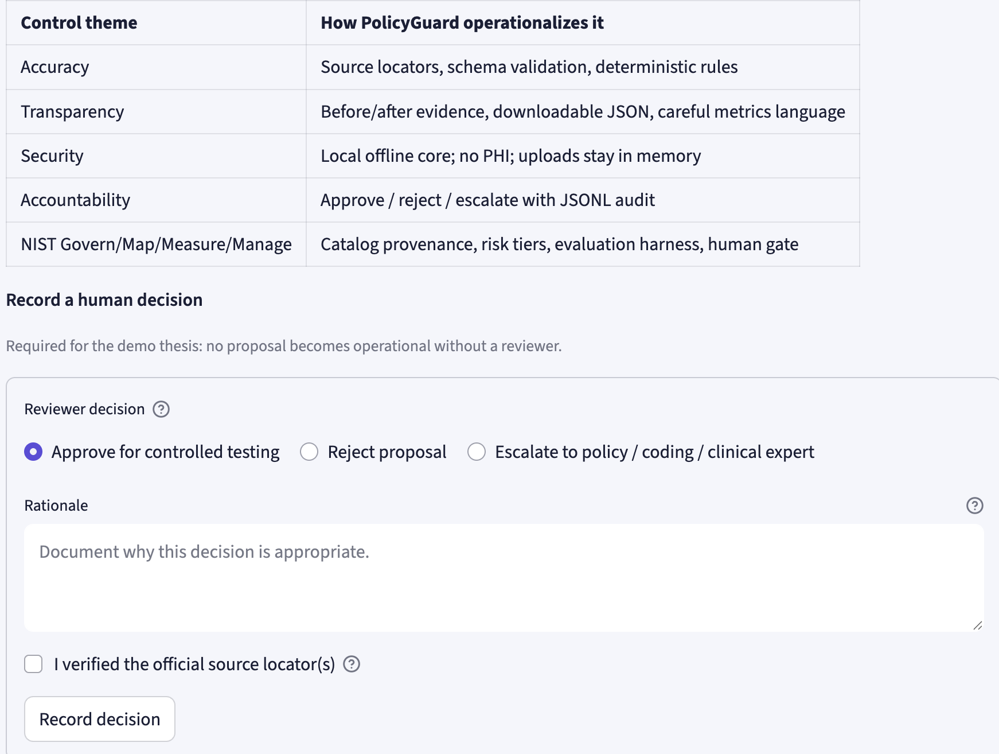 Control theme
How PolicyGuard operationalizes it
Accuracy
Source locators, schema validation, deterministic rules
Transparency
Before/after evidence, downloadable JSON, careful metrics language
Security
Local offline core; no PHI; uploads stay in memory
Accountability
Approve / reject / escalate with JSONL audit
NIST Govern/Map/Measure/Manage
Catalog provenance, risk tiers, evaluation harness, human gate
Record a human decision
Required for the demo thesis: no proposal becomes operational without a reviewer.
Reviewer decision
Approve for controlled testing
Reject proposal
Escalate to policy / coding / clinical expert
Rationale
Document why this decision is appropriate.
I verified the official source locator(s)
Record decision